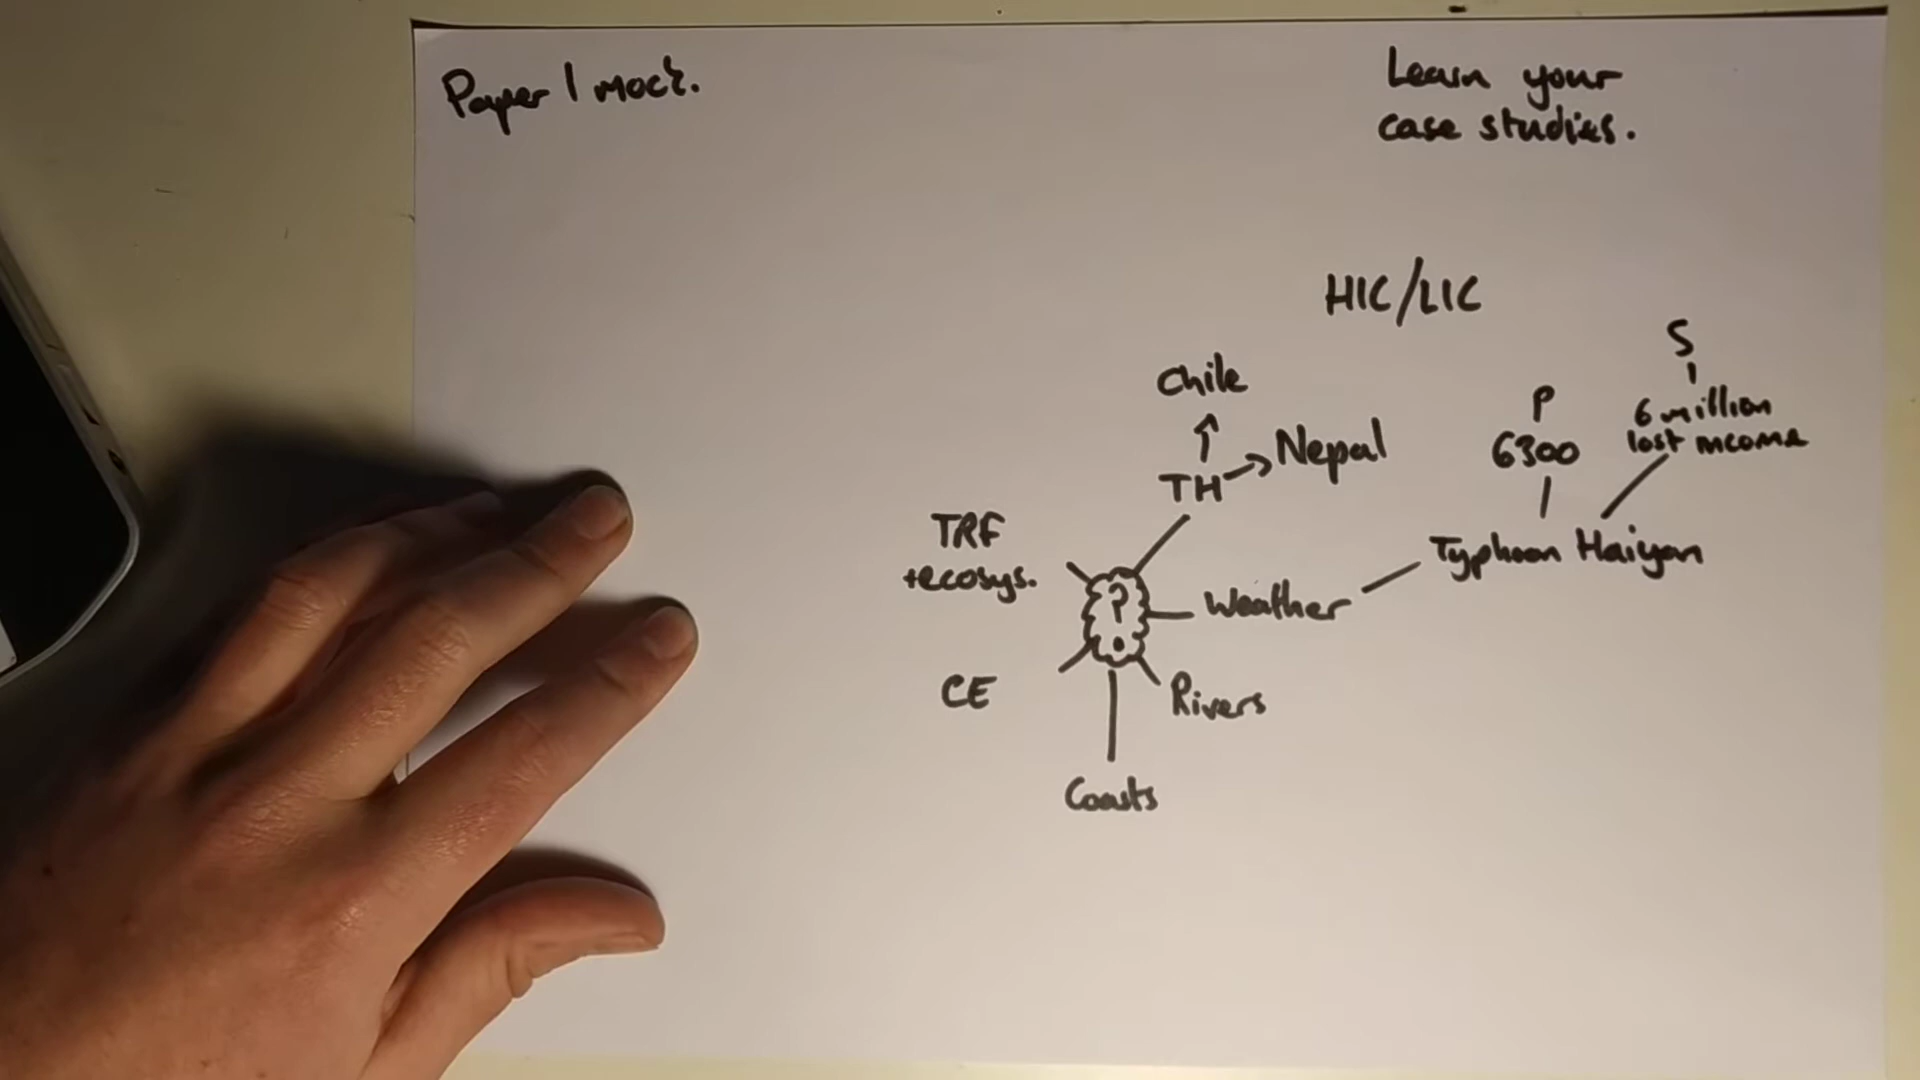 Paper 1 mock.
Learn your
case studies.
HIC/LIC
S
Chile
P
6 million
lost income
Nepal
6300
TH
TRF
+ecosys.
Typhoon Haiyan
?
Weather
CE
Rivers
Coasts